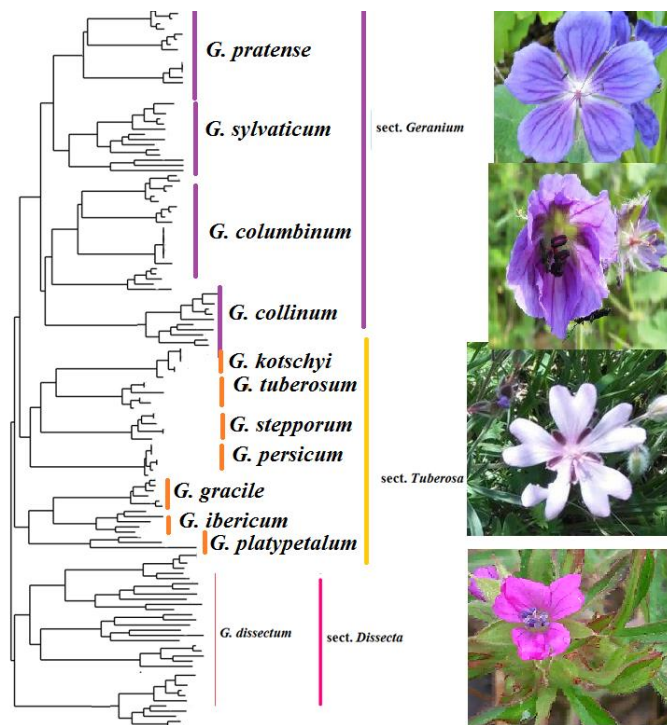 G. pratense
G. sylvaticum
sect. Geranium
G. columbinum
G. collinum
G. kotschyi
G. tuberosum
G. stepporum
G. persicum
sect. Tuberosa
G. gracile
G. ibericum
G. platypetalum
G. dissectum
sect. Dissecta